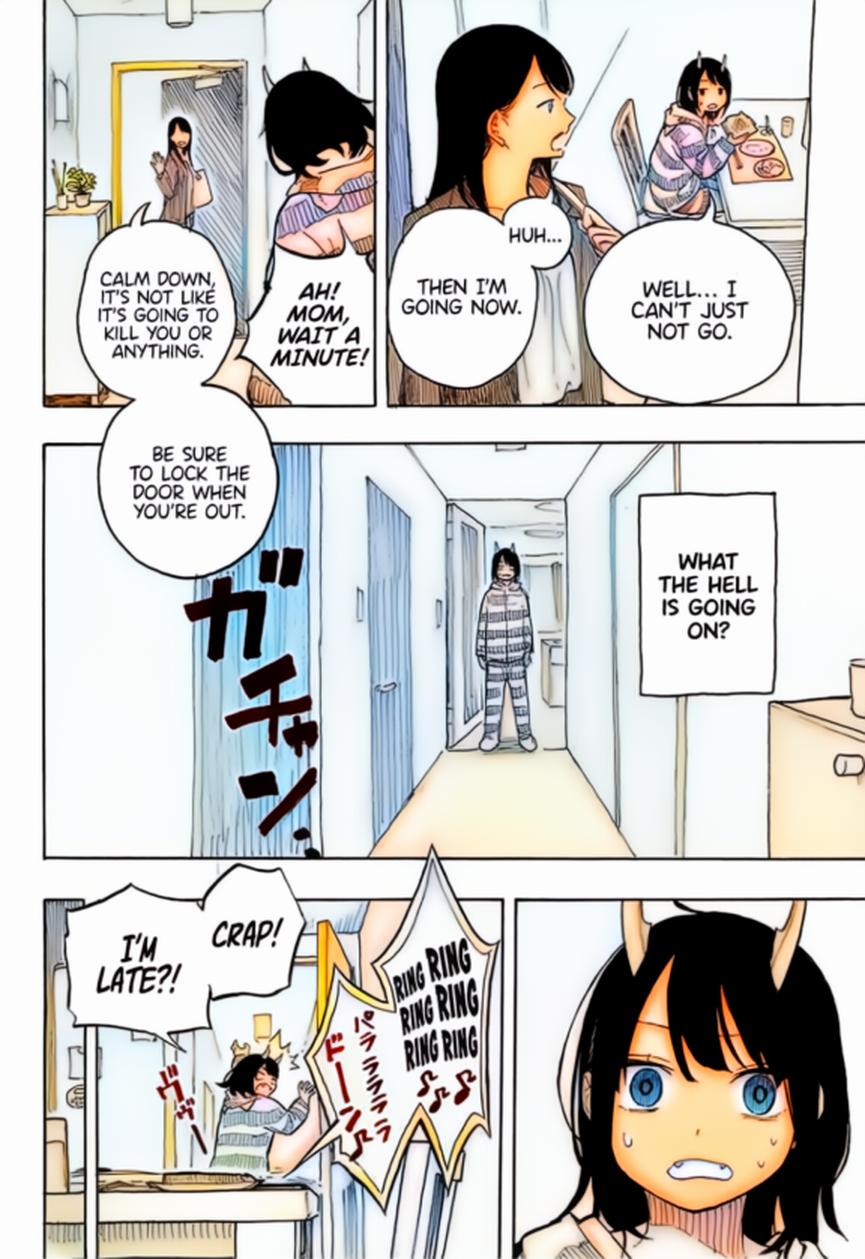 WELL... I
CAN'T JUST
NOT GO.
HUH...
THEN I'M
GOING NOW.
AH!
MOM,
WAIT A
MINUTE!
CALM DOWN,
IT'S NOT LIKE
IT'S GOING TO
KILL YOU OR
ANYTHING.
BE SURE
TO LOCK THE
DOOR WHEN
YOU'RE OUT.
ガチャン
WHAT
THE HELL
IS GOING
ON?
RING RING
RING RING
RING RING
パラララララ
ドーン
CRAP!
I'M
LATE?!